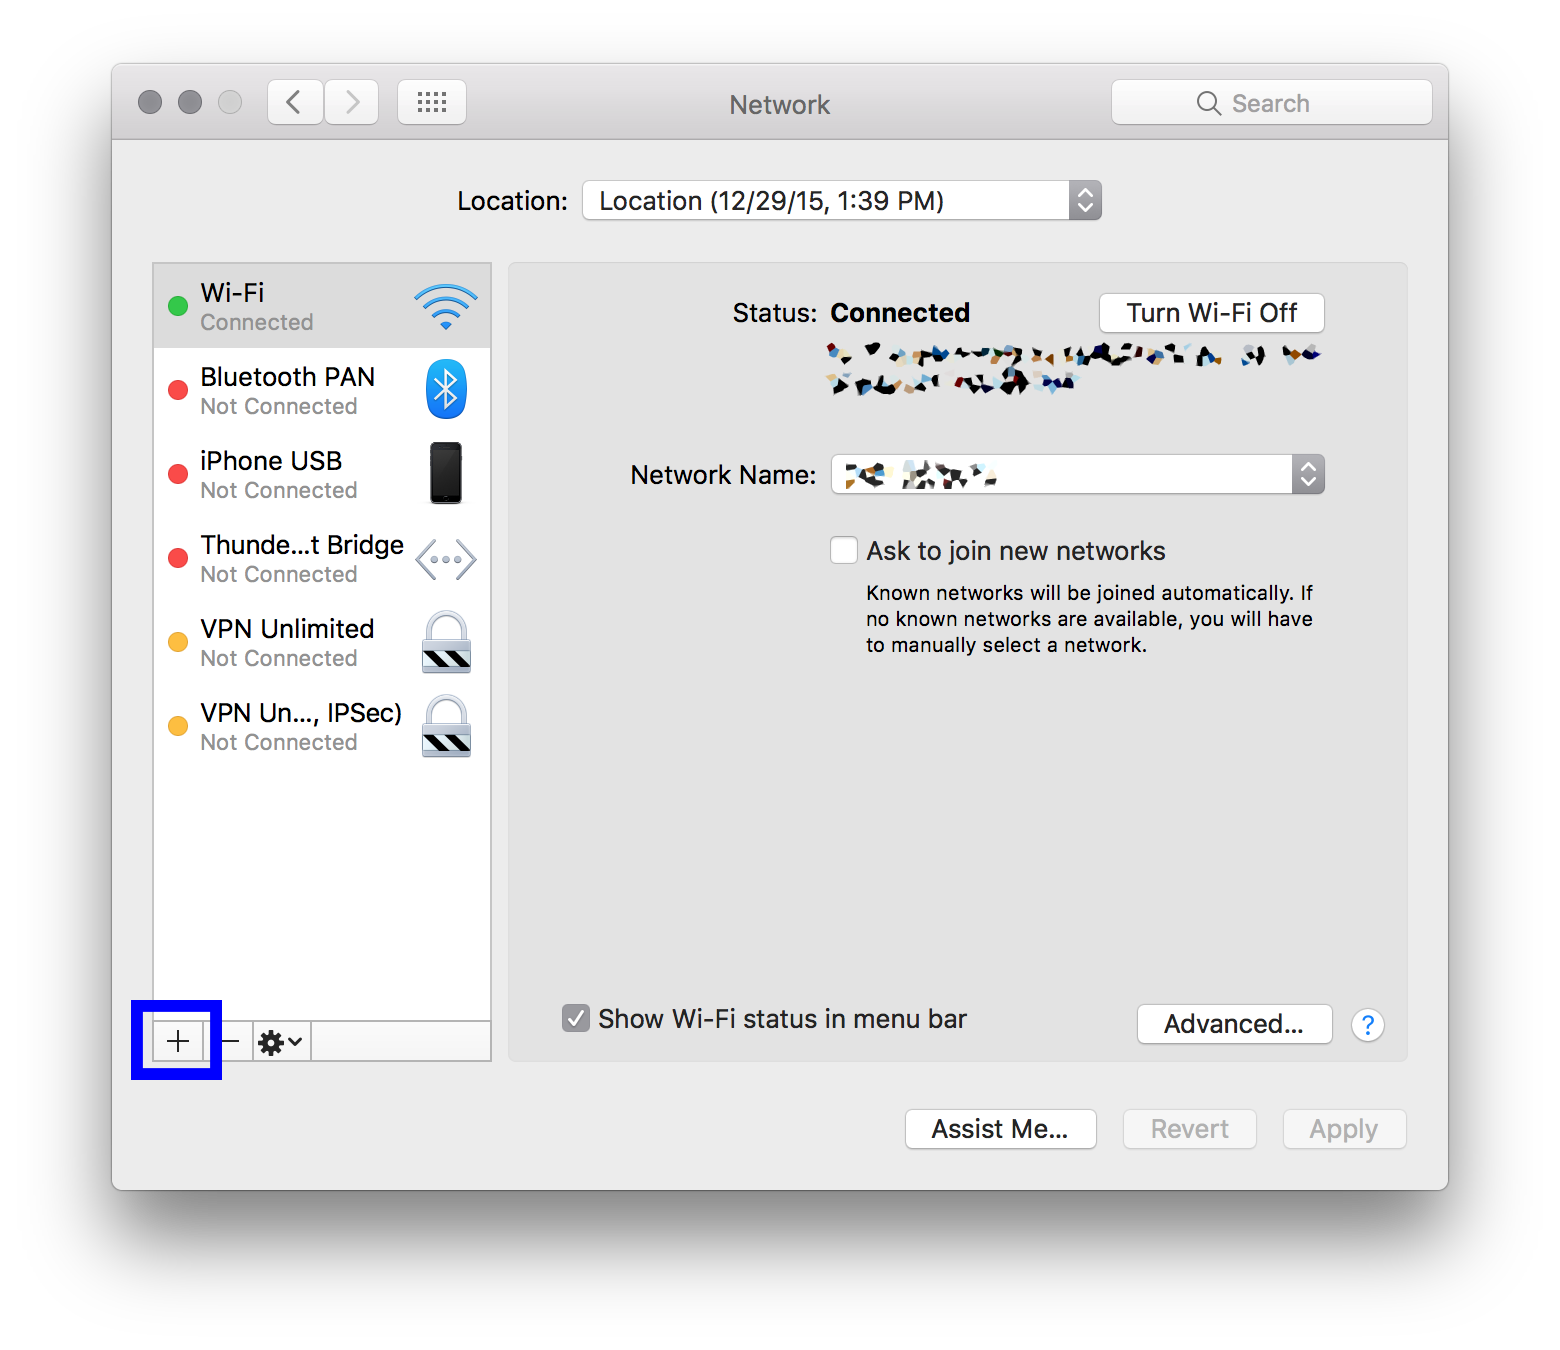 Network
Search
Location: Location (12/29/15, 1:39 PM)
Wi-Fi
Connected
Bluetooth PAN
Not Connected
iPhone USB
Not Connected
Thunde...t Bridge
Not Connected
VPN Unlimited
Not Connected
VPN Un..., IPSec)
Not Connected
Status: Connected
Turn Wi-Fi Off
Network Name:
Ask to join new networks
Known networks will be joined automatically. If
no known networks are available, you will have
to manually select a network.
Show Wi-Fi status in menu bar
Advanced...
?
Assist Me...
Revert
Apply